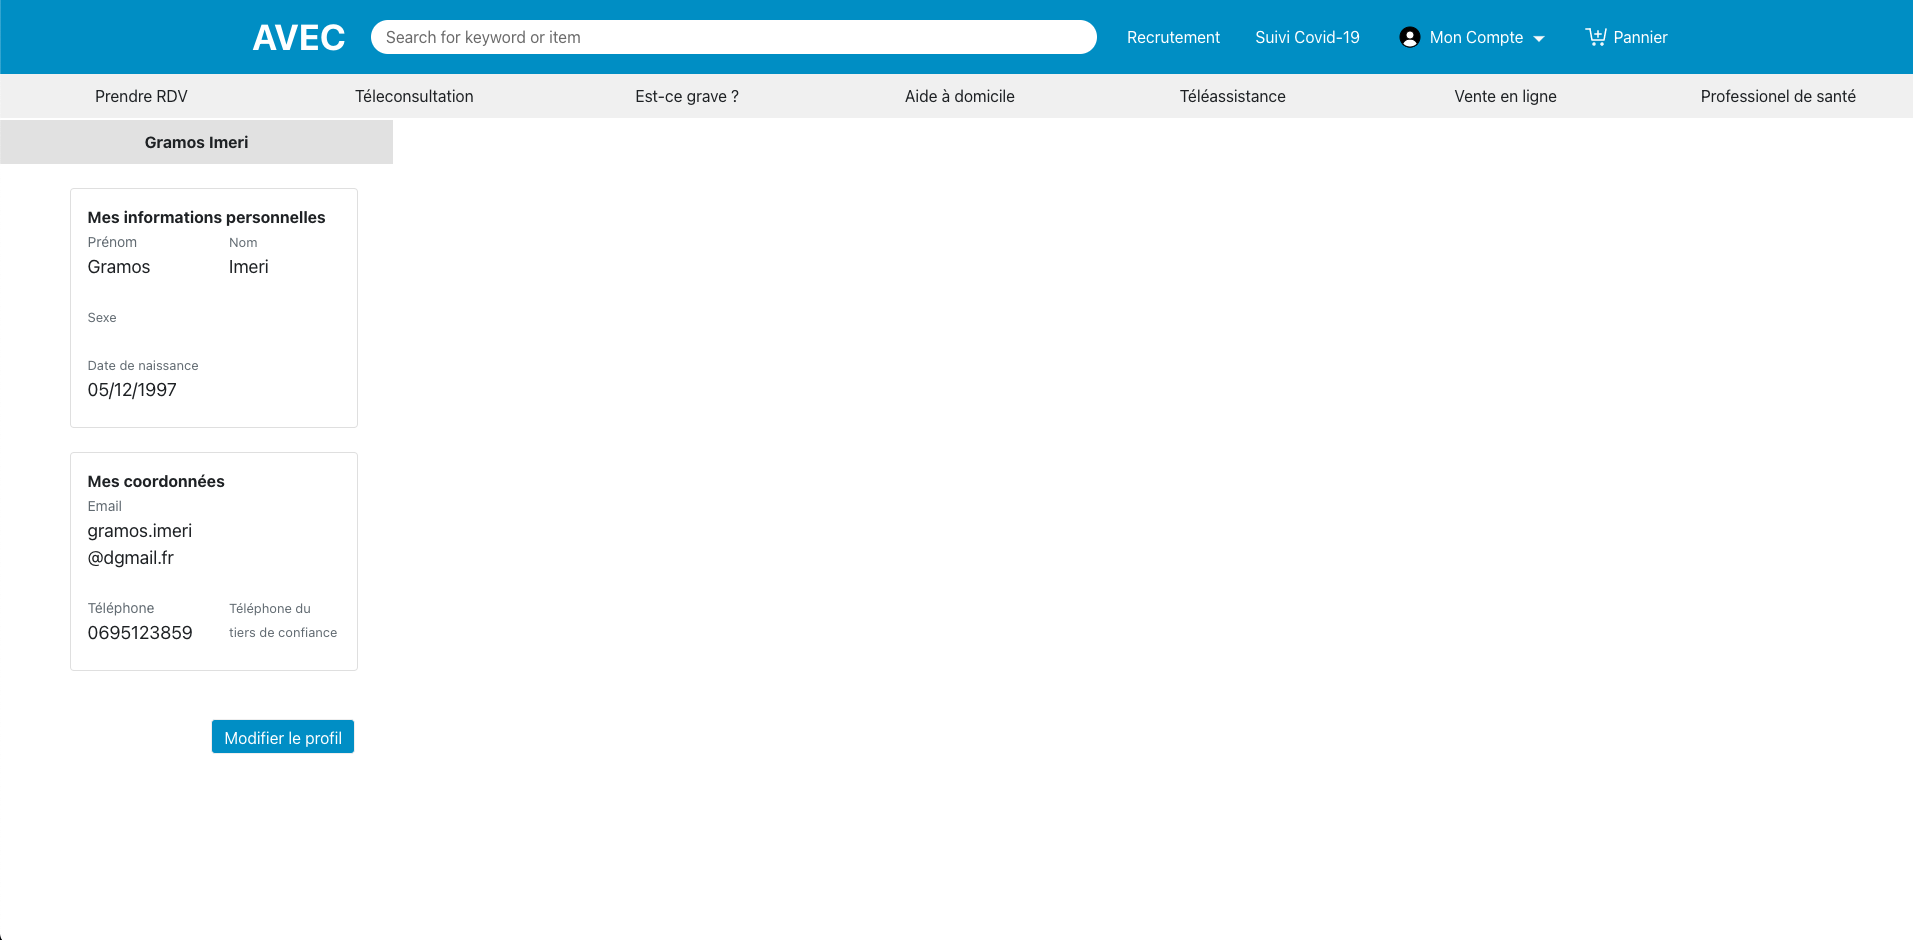 AVEC Search for keyword or item Recrutement Suivi Covid-19 Mon Compte Pannier
Prendre RDV Téleconsultation Est-ce grave ? Aide à domicile Téléassistance Vente en ligne Professionel de santé
Gramos Imeri
Mes informations personnelles
Prénom Nom
Gramos Imeri
Sexe
Date de naissance
05/12/1997
Mes coordonnées
Email
gramos.imeri
@dgmail.fr
Téléphone Téléphone du
0695123859 tiers de confiance
Modifier le profil